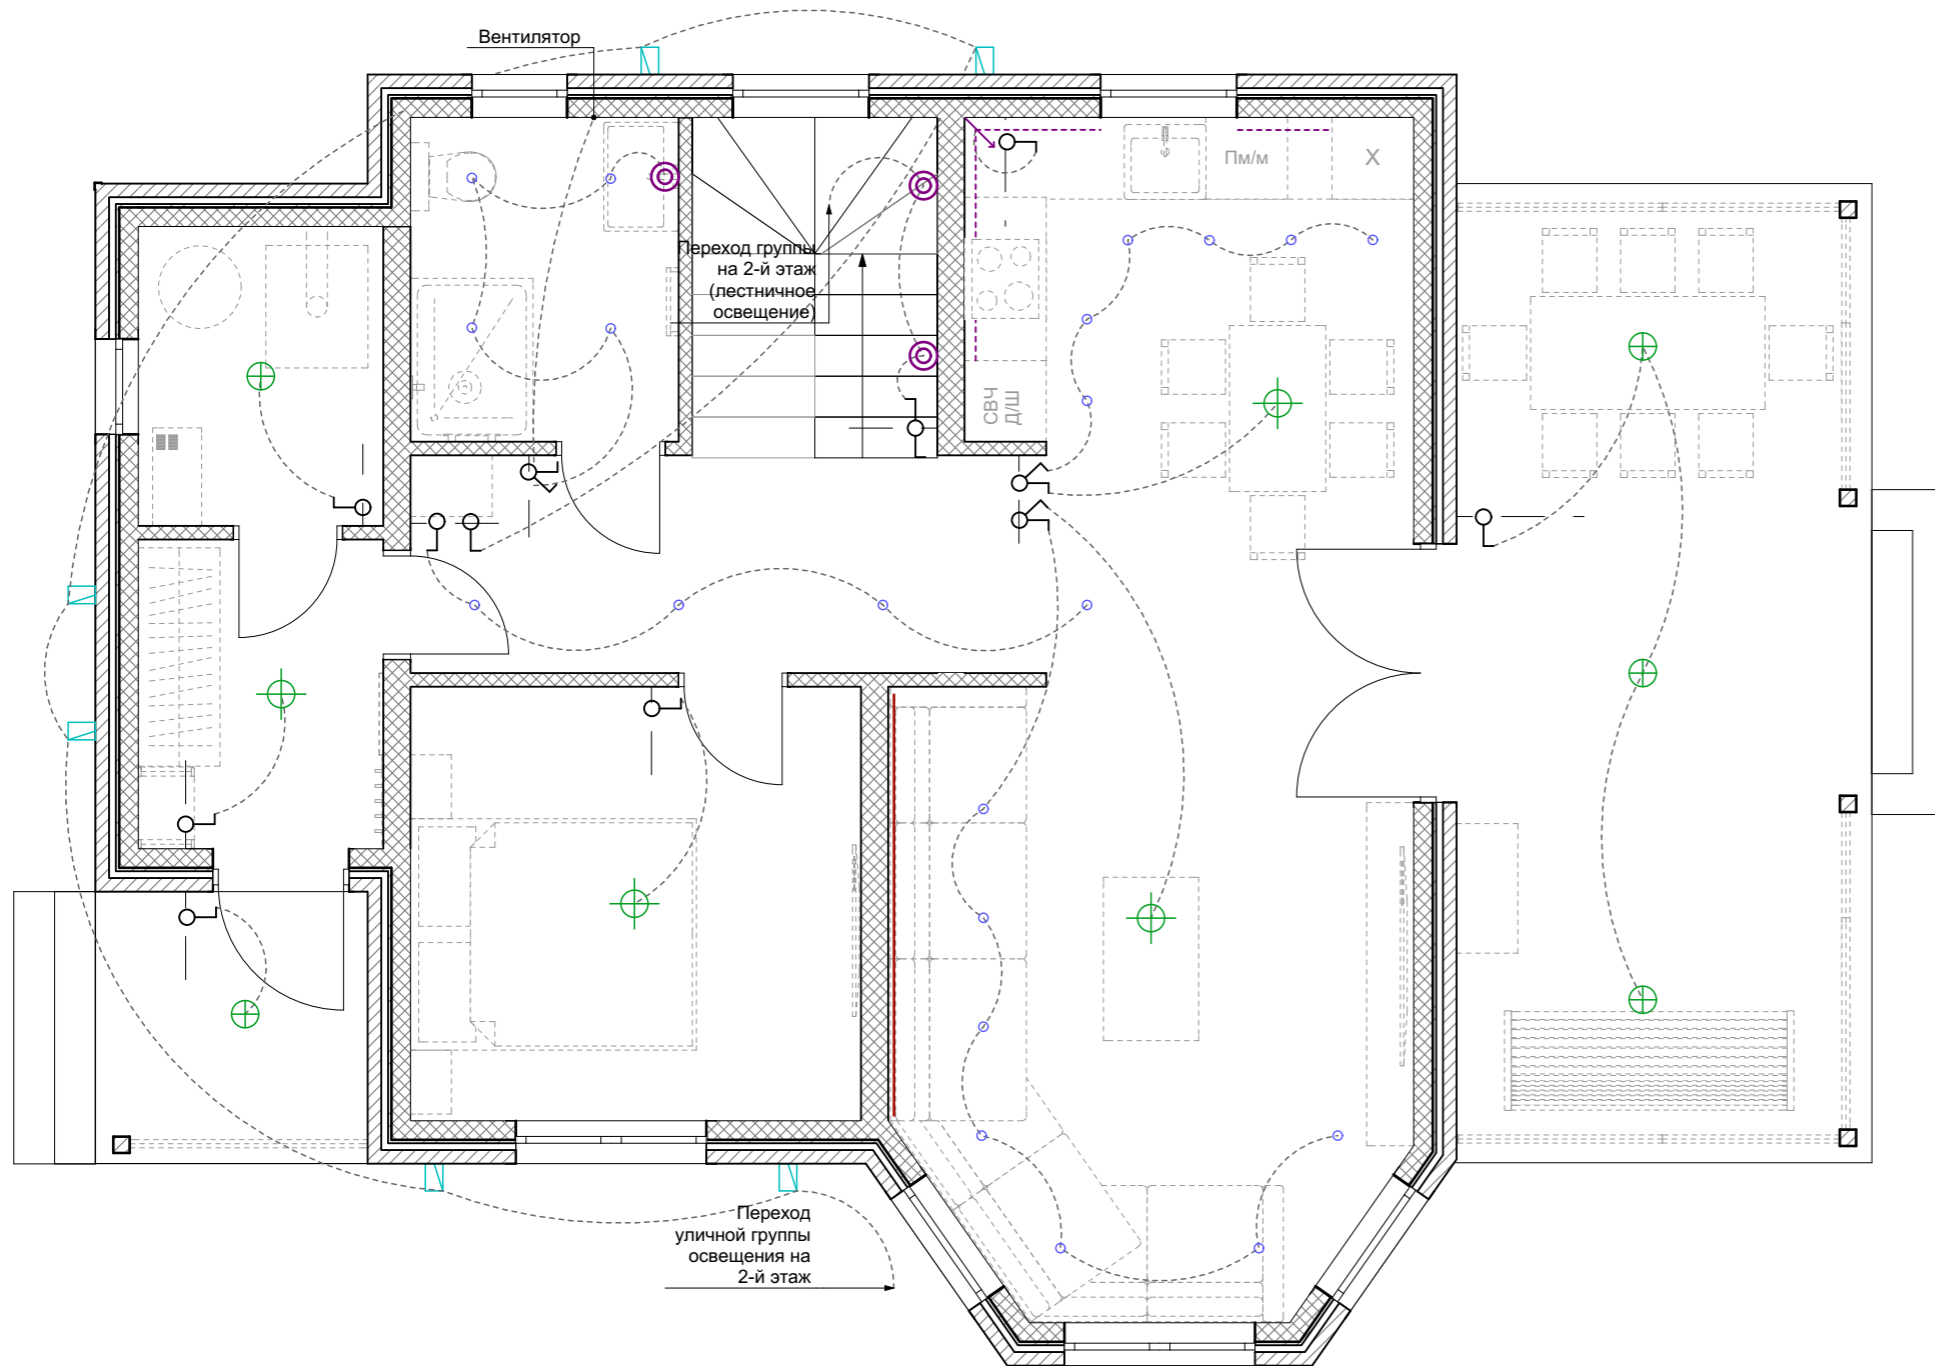 Вентилятор
Пм/м
Х
Переход группы
на 2-й этаж
(лестничное
освещение)
СВЧ
Д/Ш
Переход
уличной группы
освещения на
2-й этаж